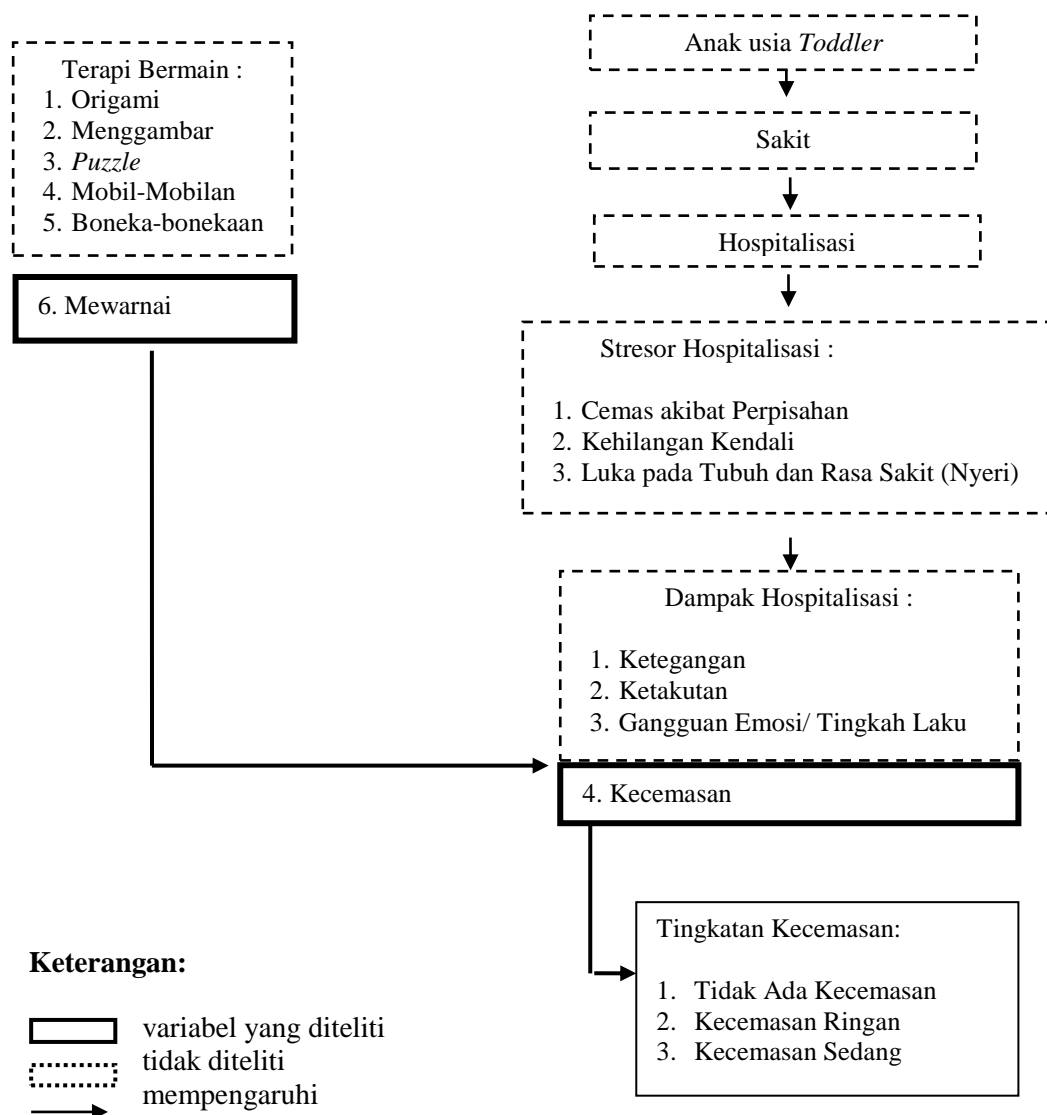 Terapi Bermain :
1. Origami
2. Menggambar
3. Puzzle
4. Mobil-Mobilan
5. Boneka-bonekaan
6. Mewarnai
Anak usia Toddler
Sakit
Hospitalisasi
Stresor Hospitalisasi :
1. Cemas akibat Perpisahan
2. Kehilangan Kendali
3. Luka pada Tubuh dan Rasa Sakit (Nyeri)
Dampak Hospitalisasi :
1. Ketegangan
2. Ketakutan
3. Gangguan Emosi/ Tingkah Laku
4. Kecemasan
Tingkatan Kecemasan:
1. Tidak Ada Kecemasan
2. Kecemasan Ringan
3. Kecemasan Sedang
Keterangan:
variabel yang diteliti
tidak diteliti
mempengaruhi